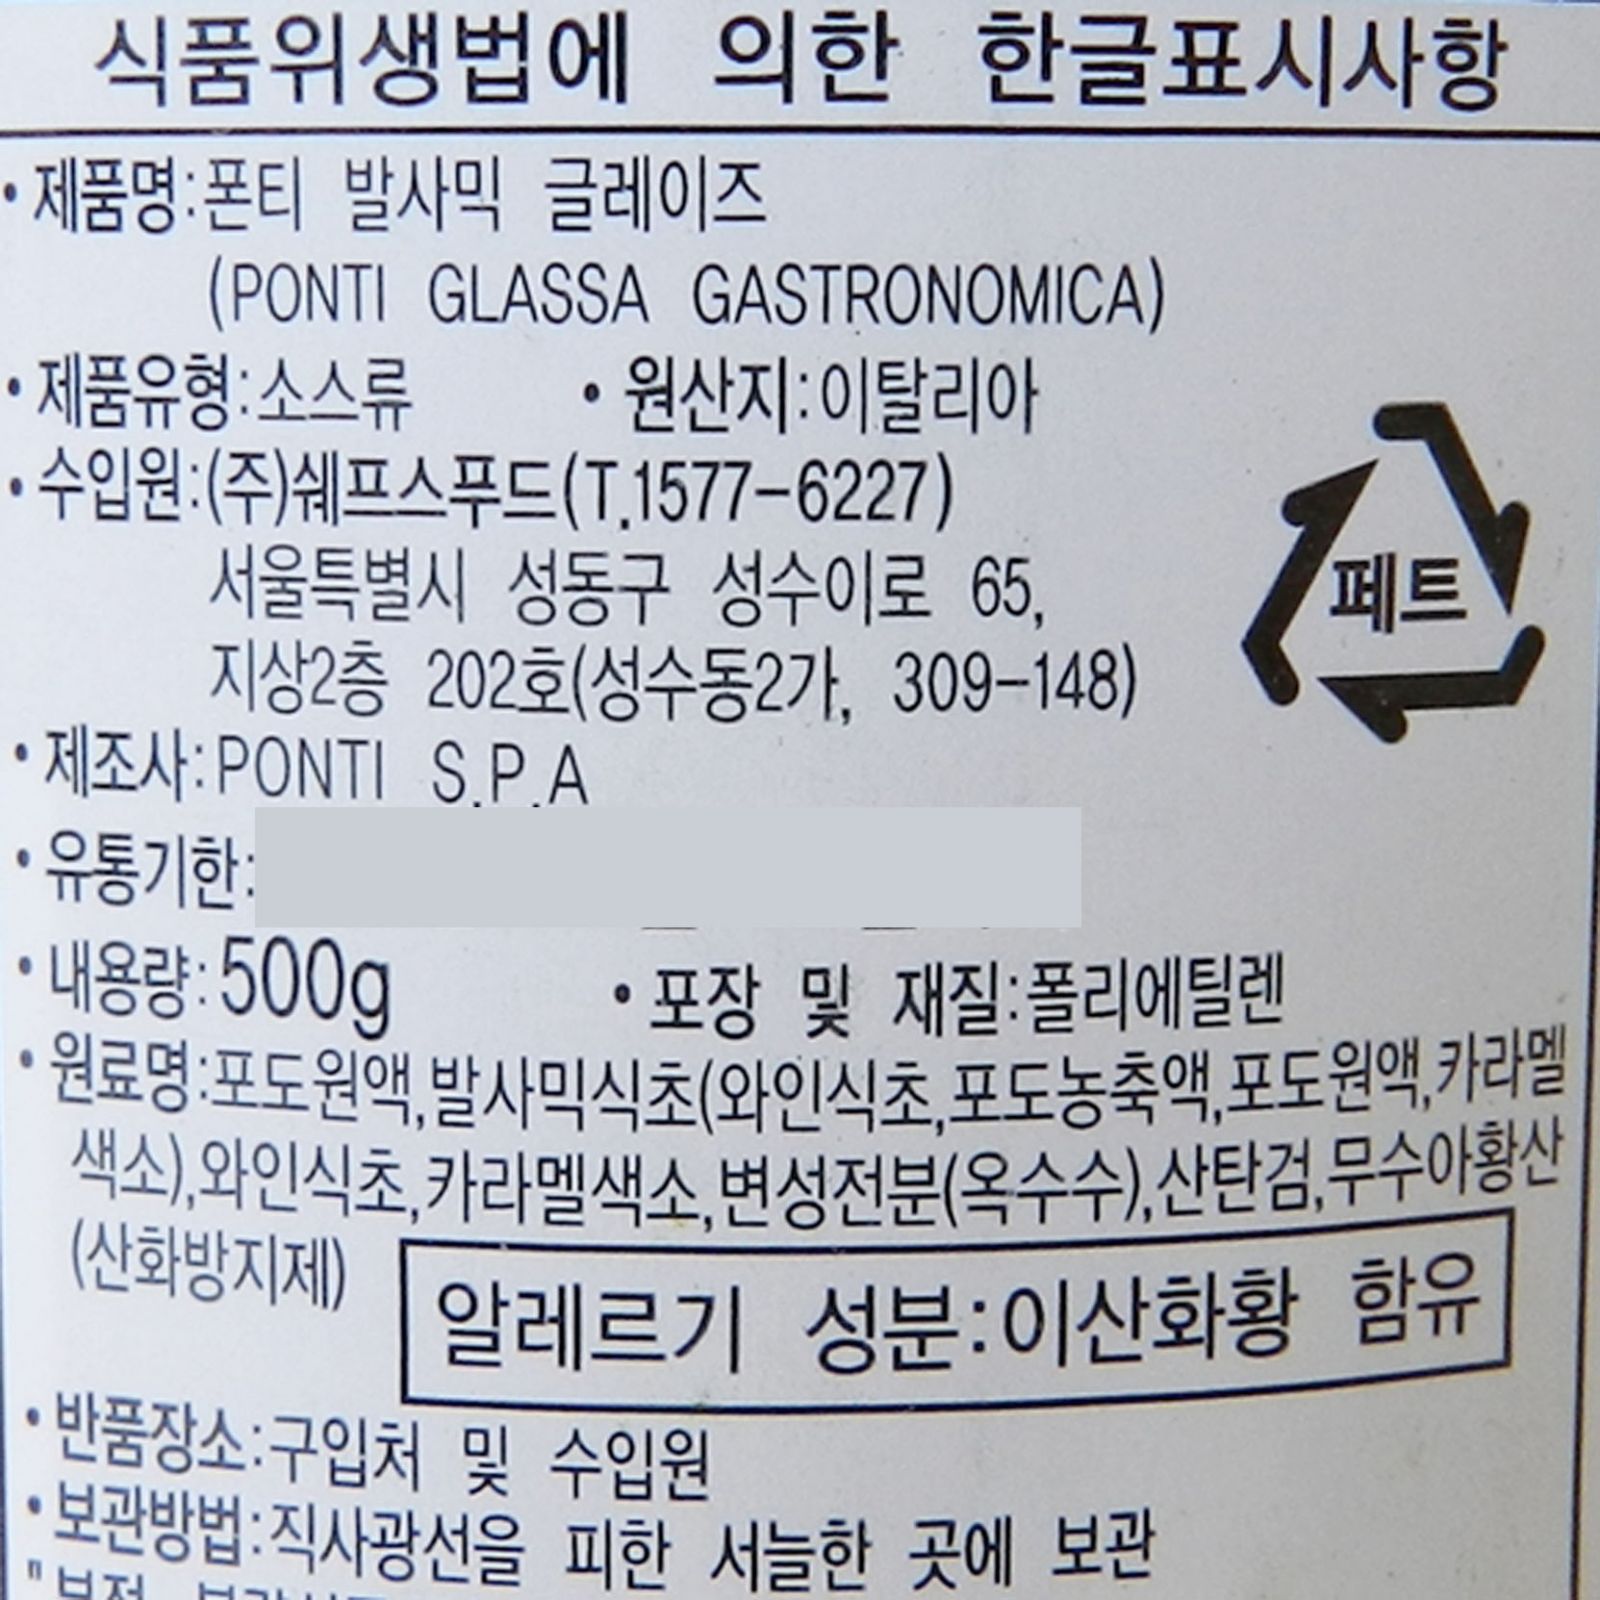 식품위생법에 의한 한글표시사항
• 제품명:폰티 발사믹 글레이즈
(PONTI GLASSA GASTRONOMICA)
• 제품유형:소스류 • 원산지:이탈리아
• 수입원:(주)쉐프스푸드(T.1577-6227)
서울특별시 성동구 성수이로 65,
지상2층 202호(성수동2가, 309-148)
페트
• 제조사:PONTI S.P.A
• 유통기한:
• 내용량:500g • 포장 및 재질:폴리에틸렌
• 원료명:포도원액,발사믹식초(와인식초,포도농축액,포도원액,카라멜
색소),와인식초,카라멜색소,변성전분(옥수수),산탄검,무수아황산
(산화방지제)
알레르기 성분:이산화황 함유
• 반품장소:구입처 및 수입원
• 보관방법:직사광선을 피한 서늘한 곳에 보관